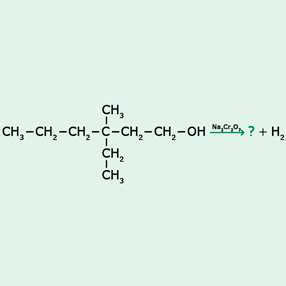 CH₃
Na₂Cr₂O₇
CH₃–CH₂–CH₂–C–CH₂–CH₂–OH → ? + H₂
CH₂
CH₃